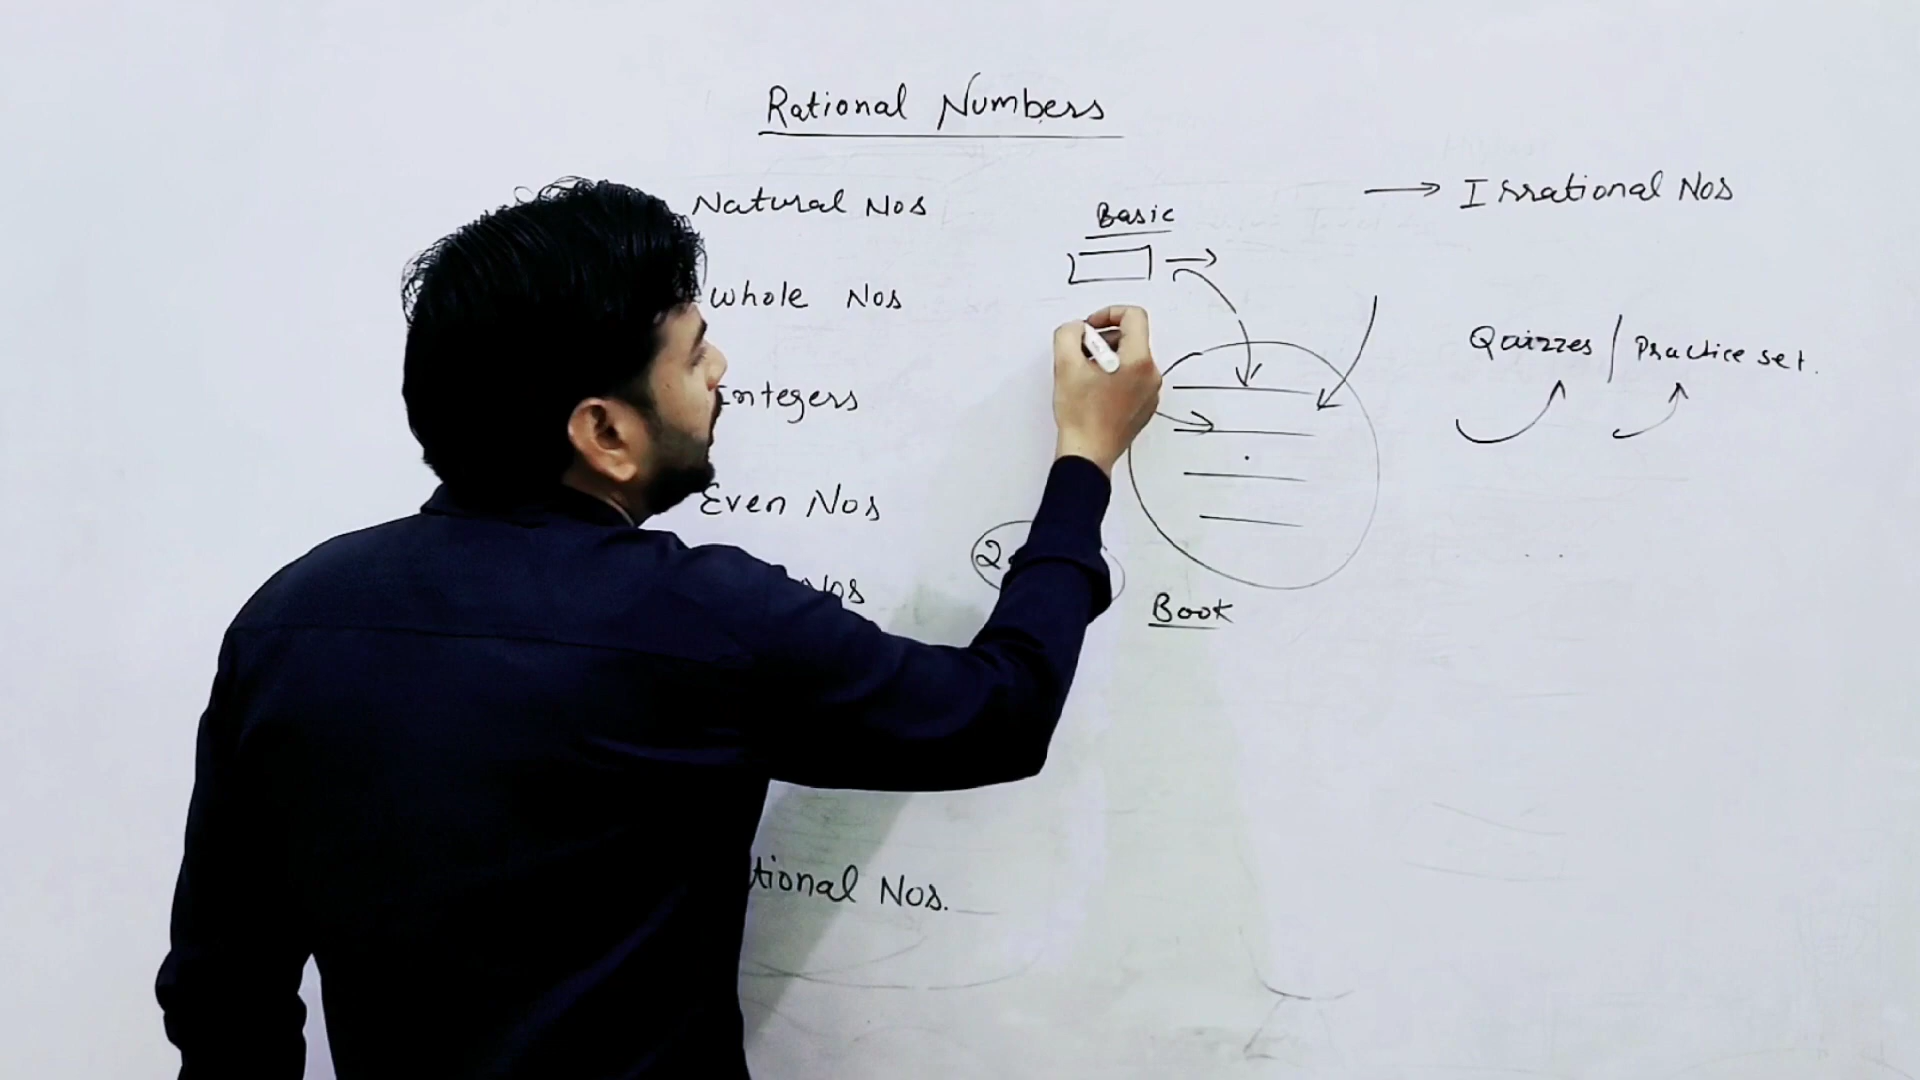 Rational Numbers
Natural Nos
Whole Nos
Integers
Even Nos
Nos
tional Nos.
Basic
2
Book
→ Irrational Nos
Quizzes / Practice set.